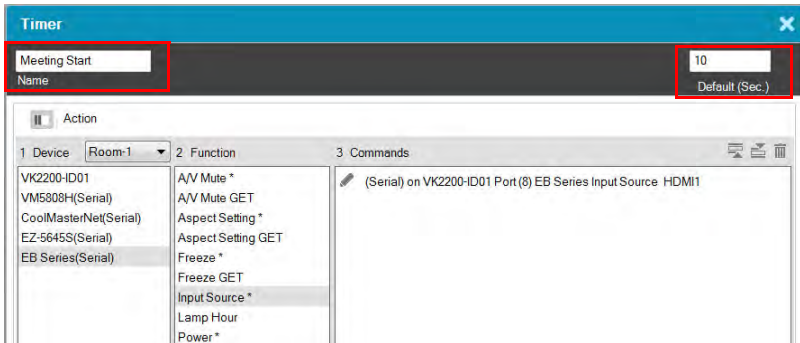 Timer
Meeting Start
Name
10
Default (Sec.)
Action
1 Device Room-1
2 Function
3 Commands
VK2200-ID01
VM5808H(Serial)
CoolMasterNet(Serial)
EZ-5645S(Serial)
EB Series(Serial)
A/V Mute *
A/V Mute GET
Aspect Setting *
Aspect Setting GET
Freeze *
Freeze GET
Input Source *
Lamp Hour
Power *
(Serial) on VK2200-ID01 Port (8) EB Series Input Source HDMI1